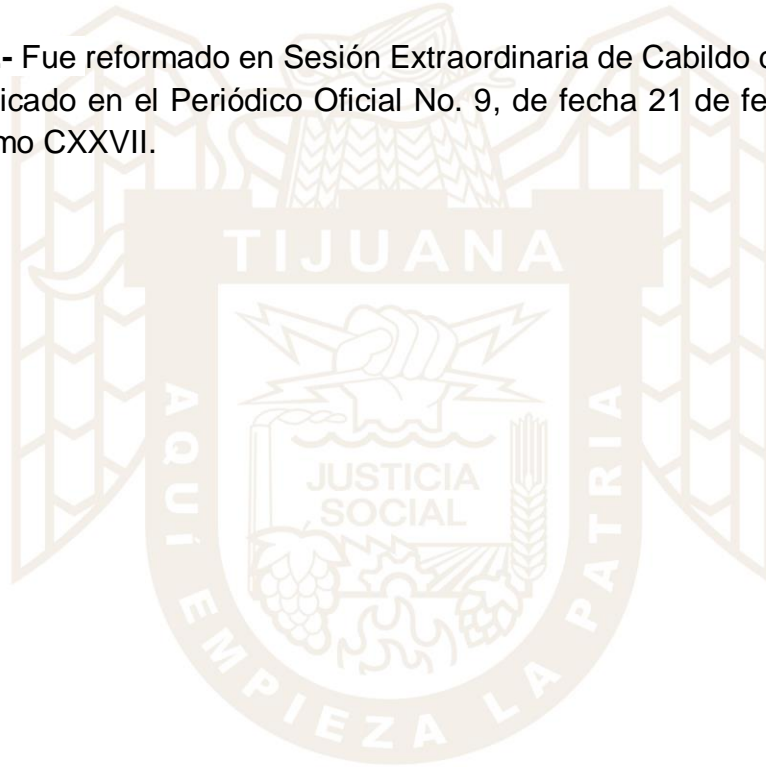 .- Fue reformado en Sesión Extraordinaria de Cabildo
icado en el Periódico Oficial No. 9, de fecha 21 de fe
mo CXXVII.
TIJUANA
JUSTICIA
SOCIAL
AQUÍ EMPIEZA LA PATRIA